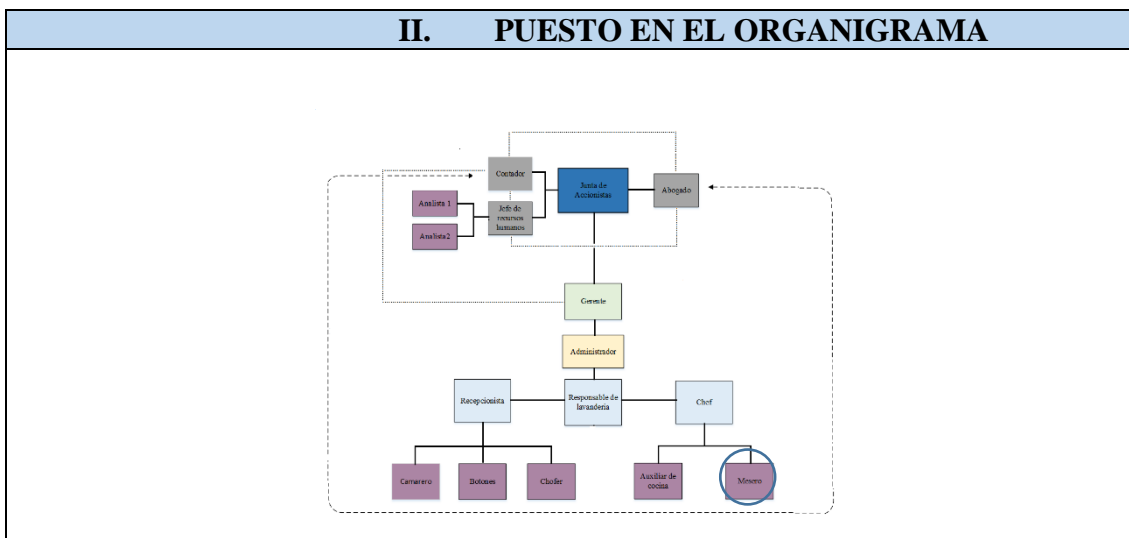 II. PUESTO EN EL ORGANIGRAMA
Contador
Junta de
Accionistas
Abogado
Analista 1
Jefe de
recursos
humanos
Analista2
Gerente
Administrador
Recepcionista
Responsable de
lavanderia
Chef
Camarero
Botones
Chofer
Auxiliar de
cocina
Mesero